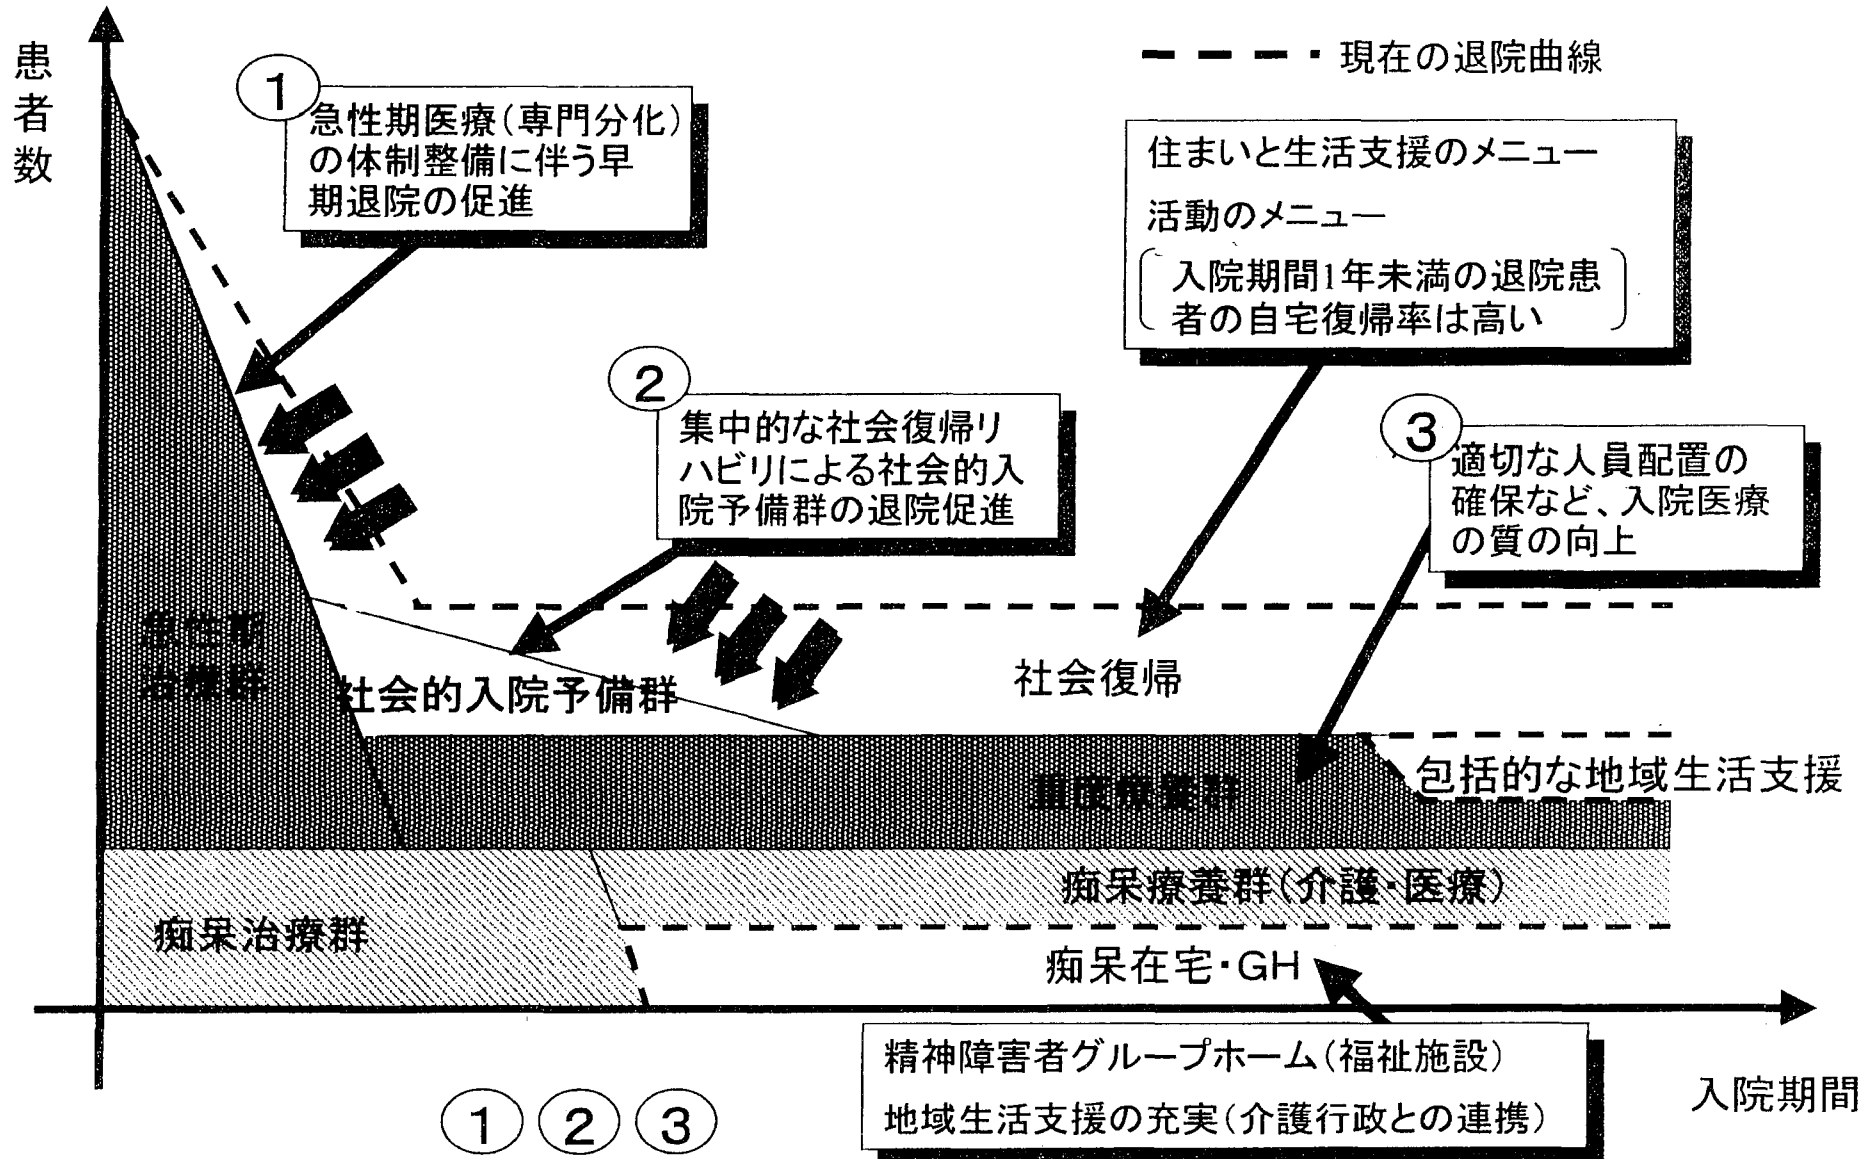 患者数
現在の退院曲線
1
急性期医療(専門分化)
の体制整備に伴う早
期退院の促進
住まいと生活支援のメニュー
活動のメニュー
入院期間1年未満の退院患
者の自宅復帰率は高い
2
集中的な社会復帰リ
ハビリによる社会的入
院予備群の退院促進
3
適切な人員配置の
確保など、入院医療
の質の向上
急性期
治療群
社会的入院予備群
社会復帰
包括的な地域生活支援
重度療養群
痴呆療養群(介護・医療)
痴呆治療群
痴呆在宅・GH
精神障害者グループホーム(福祉施設)
地域生活支援の充実(介護行政との連携)
入院期間
1 2 3